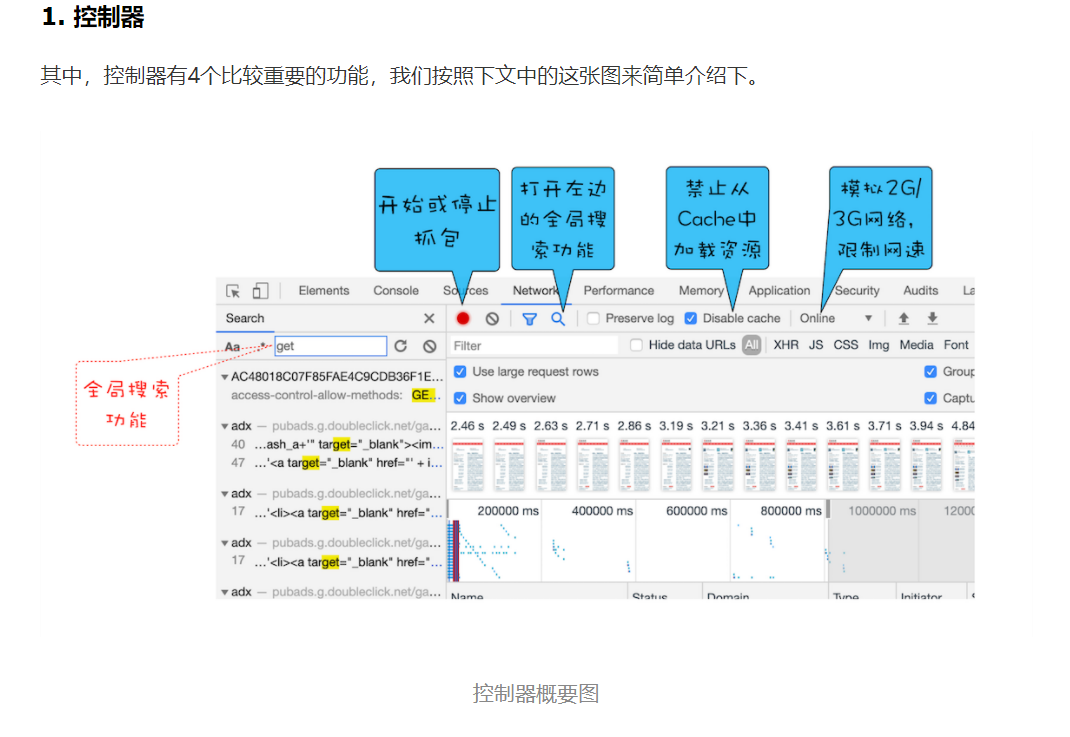 1. 控制器
其中，控制器有4个比较重要的功能，我们按照下文中的这张图来简单介绍下。
开始或停止
抓包
打开左边
的全局搜
索功能
禁止从
Cache中
加载资源
模拟2G/
3G网络，
限制网速
Elements Console Sources Network Performance Memory Application Security Audits La
Search
Preserve log Disable cache Online
Aa .* get
Filter Hide data URLs All XHR JS CSS Img Media Font
全局搜索
功能
AC48018C07F85FAE4C9CDB36F1E...
access-control-allow-methods: GE...
adx — pubads.g.doubleclick.net/ga...
40 ...ash_a+'" target="_blank"><im...
47 ...'<a target="_blank" href="' + i...
adx — pubads.g.doubleclick.net/ga...
17 ...'<li><a target="_blank" href="...
adx — pubads.g.doubleclick.net/ga...
17 ...'<li><a target="_blank" href="...
adx — pubads.g.doubleclick.net/ga...
Use large request rows Group
Show overview Captu
2.46 s 2.49 s 2.63 s 2.71 s 2.86 s 3.19 s 3.21 s 3.36 s 3.41 s 3.61 s 3.71 s 3.94 s 4.84
200000 ms 400000 ms 600000 ms 800000 ms 1000000 ms 12000
Name Status Domain Type Initiator
控制器概要图